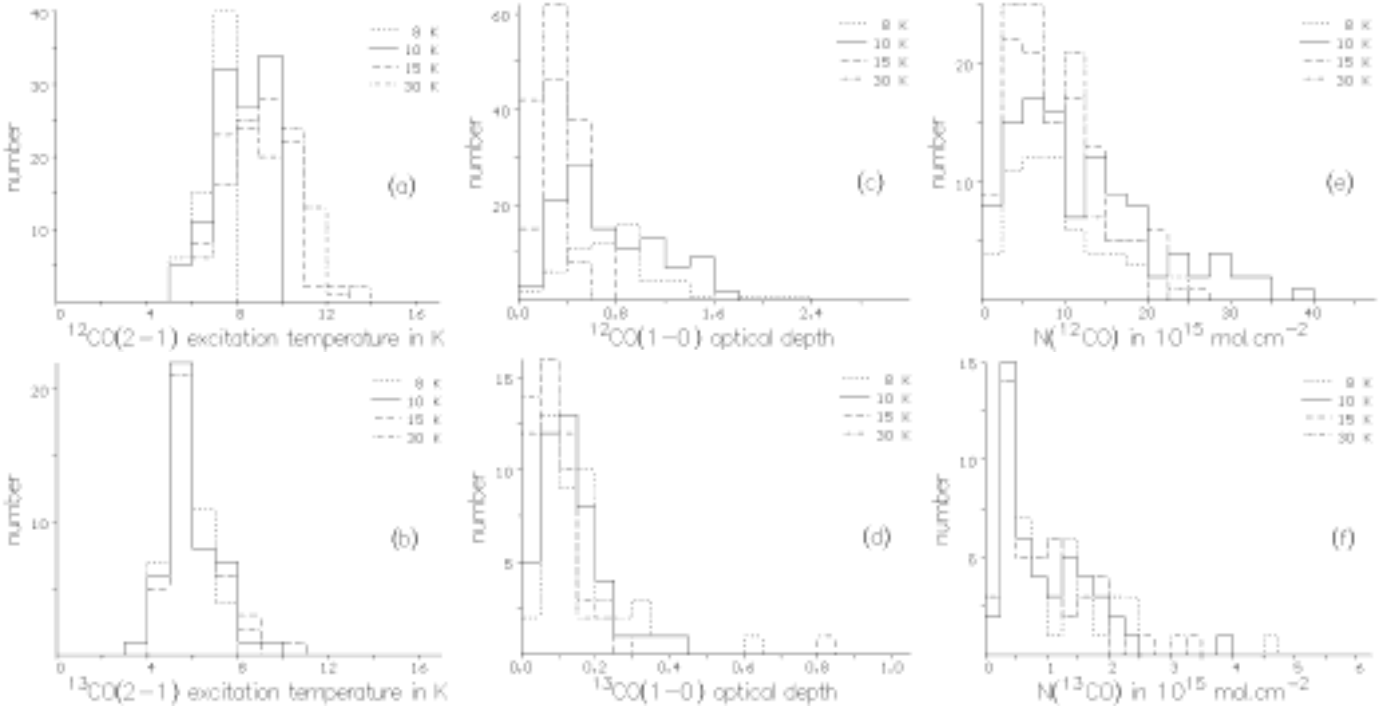 40
30
20
10
number
8 K
10 K
15 K
30 K
(a)
0 4 8 12 16
12CO(2-1) excitation temperature in K
60
40
20
number
8 K
10 K
15 K
30 K
(c)
0.0 0.8 1.6 2.4
12CO(1-0) optical depth
20
10
number
8 K
10 K
15 K
30 K
(e)
0 10 20 30 40
N(12CO) in 10^15 mol.cm-2
20
10
number
8 K
10 K
15 K
30 K
(b)
0 4 8 12 16
13CO(2-1) excitation temperature in K
15
10
5
number
8 K
10 K
15 K
30 K
(d)
0.0 0.2 0.4 0.6 0.8 1.0
13CO(1-0) optical depth
15
10
5
number
8 K
10 K
15 K
30 K
(f)
0 1 2 3 4 5 6
N(13CO) in 10^15 mol.cm-2